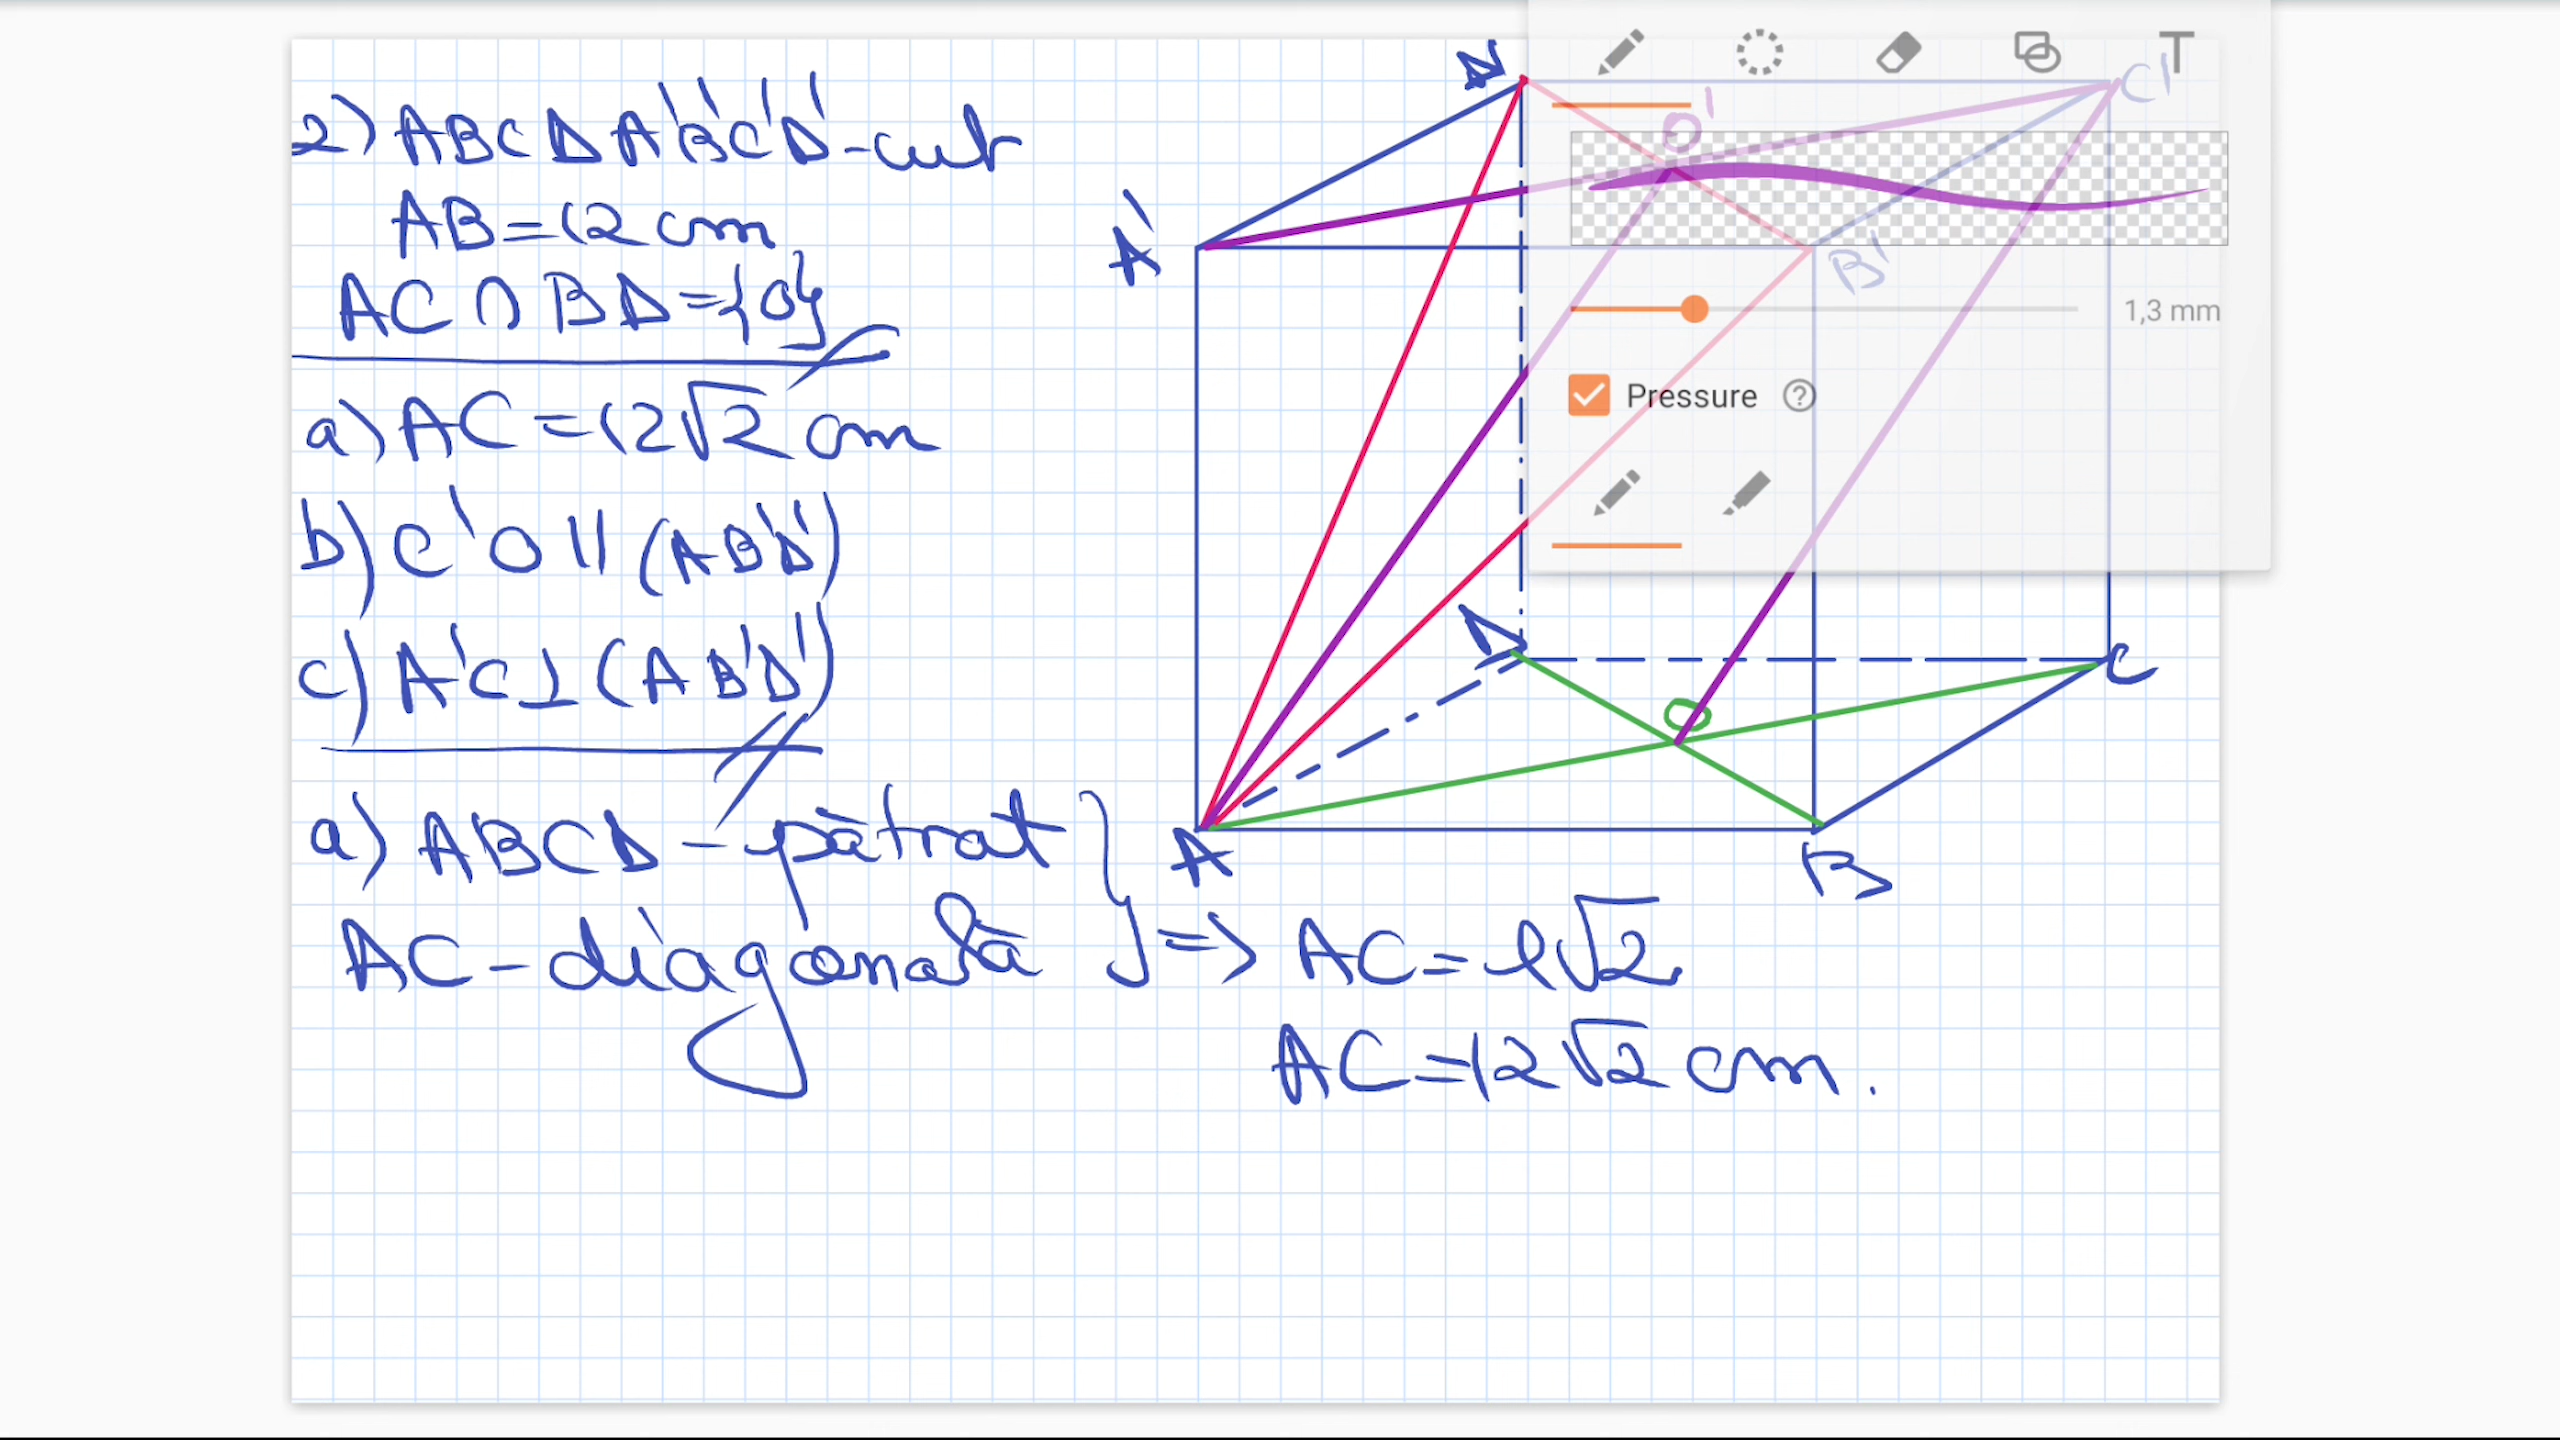 2) ABCDA'B'C'D'-cub
AB=12 cm
AC∩BD={O}
a) AC=12√2 cm
b) C'O || (AB'D')
c) A'C⊥(AB'D')
a) ABCD - pătrat
AC-diagonală } => AC=l√2
AC=12√2 cm.
D'
C'
O'
A'
B'
D
C
O
A
B
T
1,3 mm
Pressure